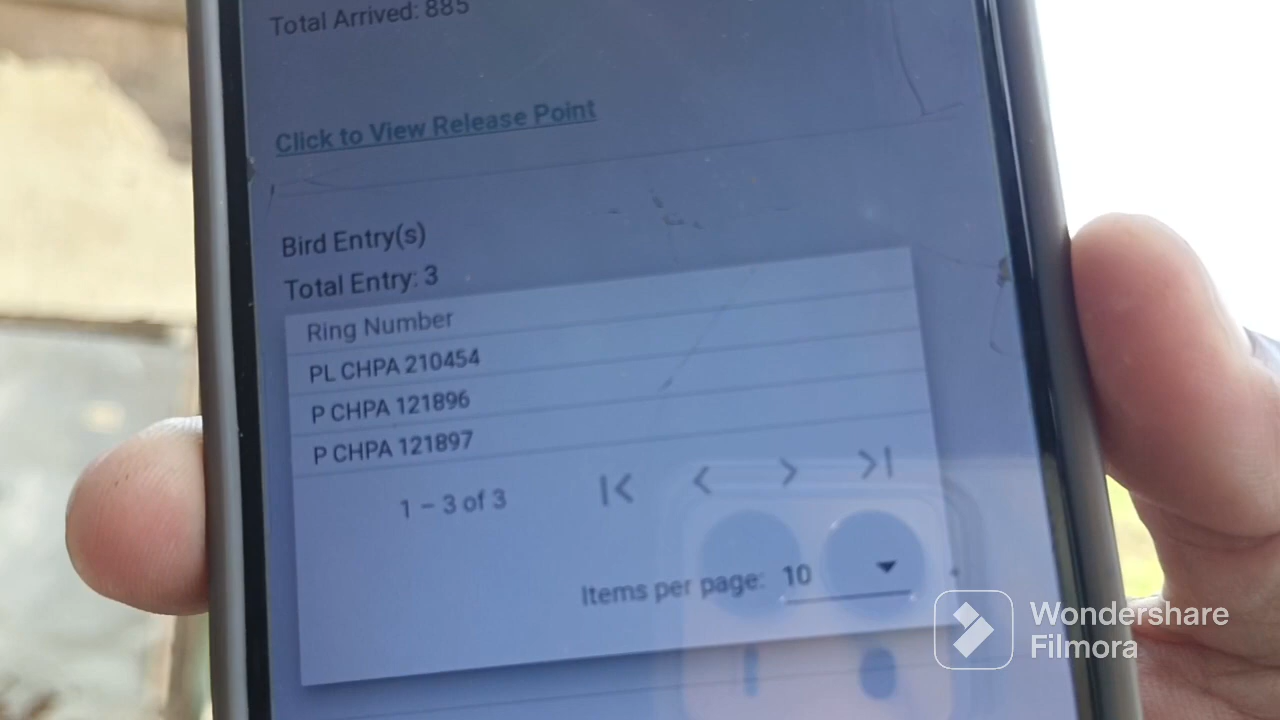 Total Arrived: 885
Click to View Release Point
Bird Entry(s)
Total Entry: 3
Ring Number
PL CHPA 210454
P CHPA 121896
P CHPA 121897
1 – 3 of 3
Items per page: 10
Wondershare
Filmora